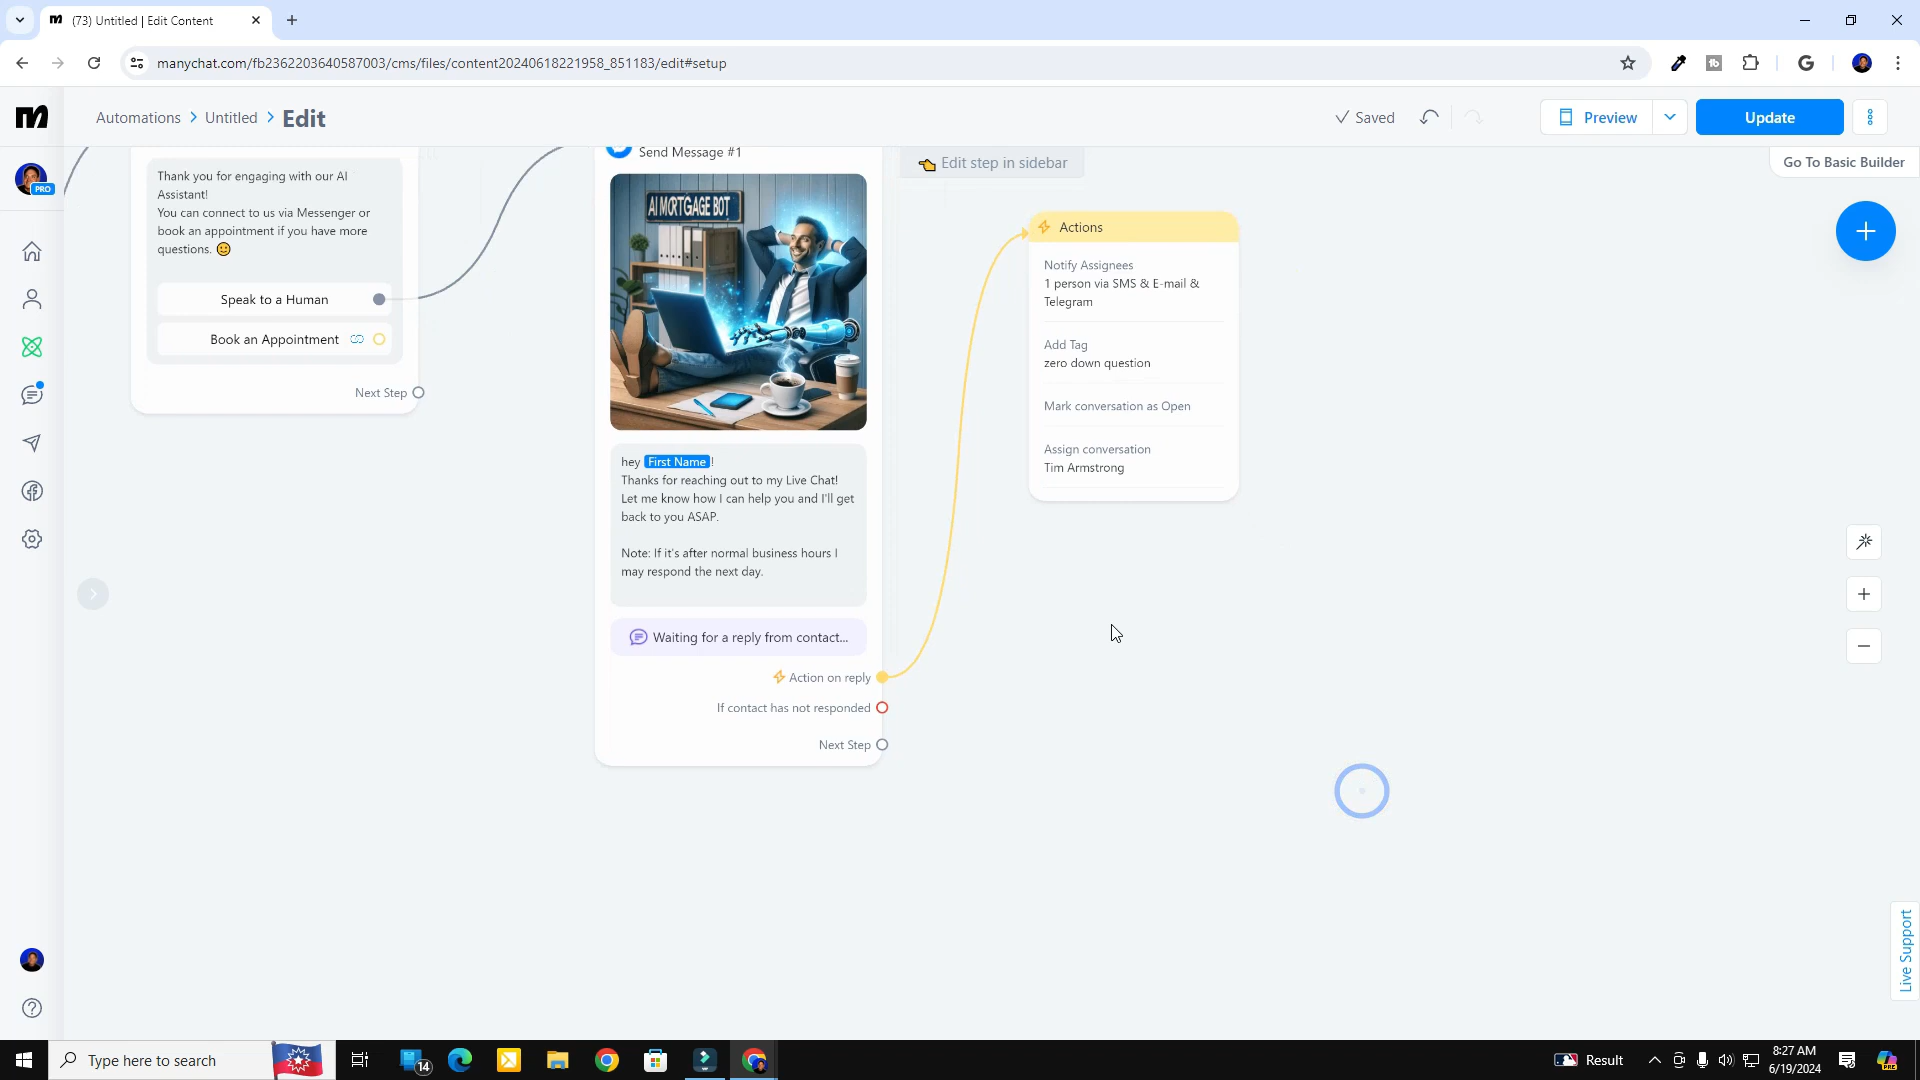 (73) Untitled | Edit Content
manychat.com/fb2362203640587003/cms/files/content20240618221958_851183/edit#setup
Automations > Untitled > Edit
Saved
Preview
Update
Go To Basic Builder
PRO
Thank you for engaging with our AI
Assistant!
You can connect to us via Messenger or
book an appointment if you have more
questions. 🙂
Speak to a Human
Book an Appointment
Next Step
Send Message #1
AI MORTGAGE BOT
hey First Name!
Thanks for reaching out to my Live Chat!
Let me know how I can help you and I'll get
back to you ASAP.
Note: If it's after normal business hours I
may respond the next day.
Waiting for a reply from contact...
Action on reply
If contact has not responded
Next Step
👈 Edit step in sidebar
Actions
Notify Assignees
1 person via SMS & E-mail &
Telegram
Add Tag
zero down question
Mark conversation as Open
Assign conversation
Tim Armstrong
Live Support
Type here to search
14
Result
8:27 AM
6/19/2024